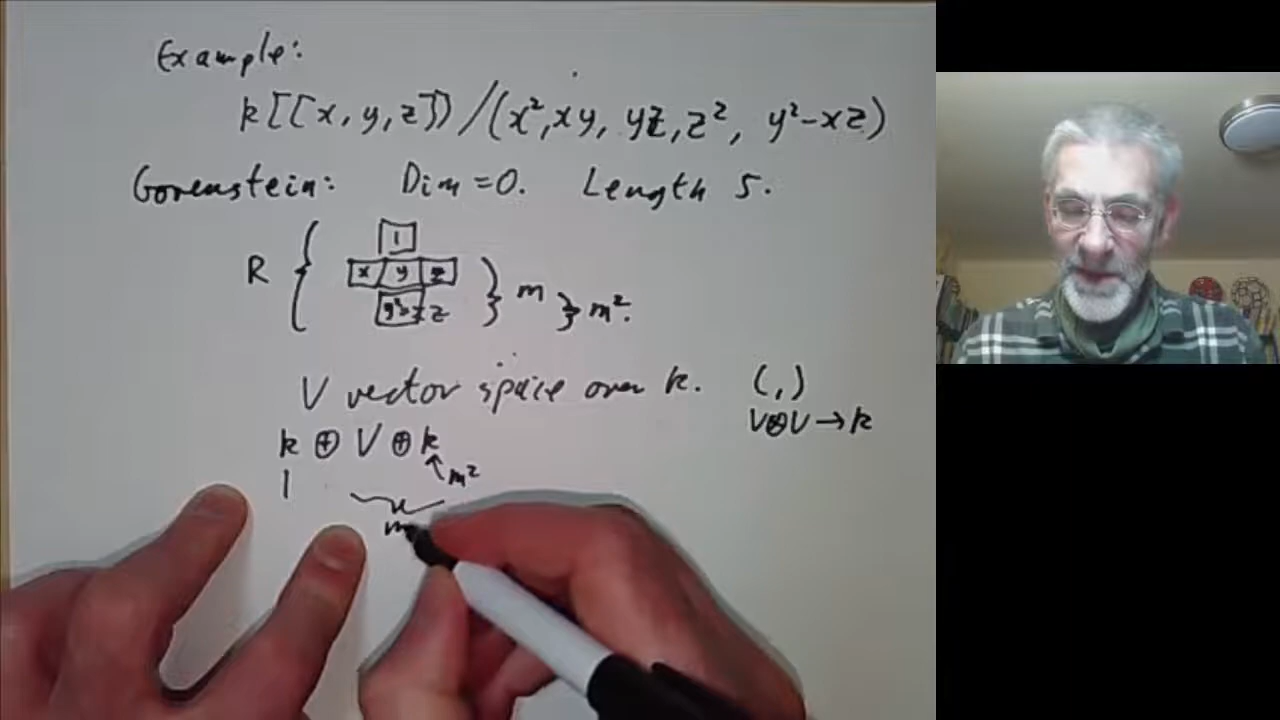 Example:
k[[x, y, z]]/(x², xy, yz, z², y²-xz)
Gorenstein: Dim=0. Length 5.
1
R { x y z } m } m².
y²=xz
V vector space over k. (,)
V⊗V→k
k ⊕ V ⊕ k
1 ↑m²
m